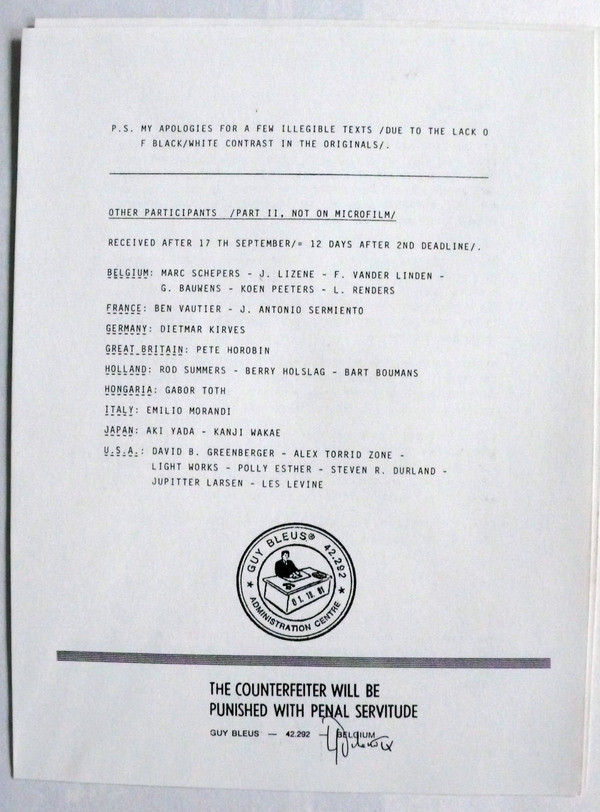 P.S. MY APOLOGIES FOR A FEW ILLEGIBLE TEXTS /DUE TO THE LACK O
F BLACK/WHITE CONTRAST IN THE ORIGINALS/.
OTHER PARTICIPANTS /PART II, NOT ON MICROFILM/
RECEIVED AFTER 17 TH SEPTEMBER/= 12 DAYS AFTER 2ND DEADLINE/.
BELGIUM: MARC SCHEPERS - J. LIZENE - F. VANDER LINDEN -
G. BAUWENS - KOEN PEETERS - L. RENDERS
FRANCE: BEN VAUTIER - J. ANTONIO SERMIENTO
GERMANY: DIETMAR KIRVES
GREAT BRITAIN: PETE HOROBIN
HOLLAND: ROD SUMMERS - BERRY HOLSLAG - BART BOUMANS
HONGARIA: GABOR TOTH
ITALY: EMILIO MORANDI
JAPAN: AKI YADA - KANJI WAKAE
U.S.A.: DAVID B. GREENBERGER - ALEX TORRID ZONE -
LIGHT WORKS - POLLY ESTHER - STEVEN R. DURLAND -
JUPITTER LARSEN - LES LEVINE
GUY BLEUS® 42.292
01.10.81
ADMINISTRATION CENTRE
THE COUNTERFEITER WILL BE
PUNISHED WITH PENAL SERVITUDE
GUY BLEUS — 42.292 — BELGIUM